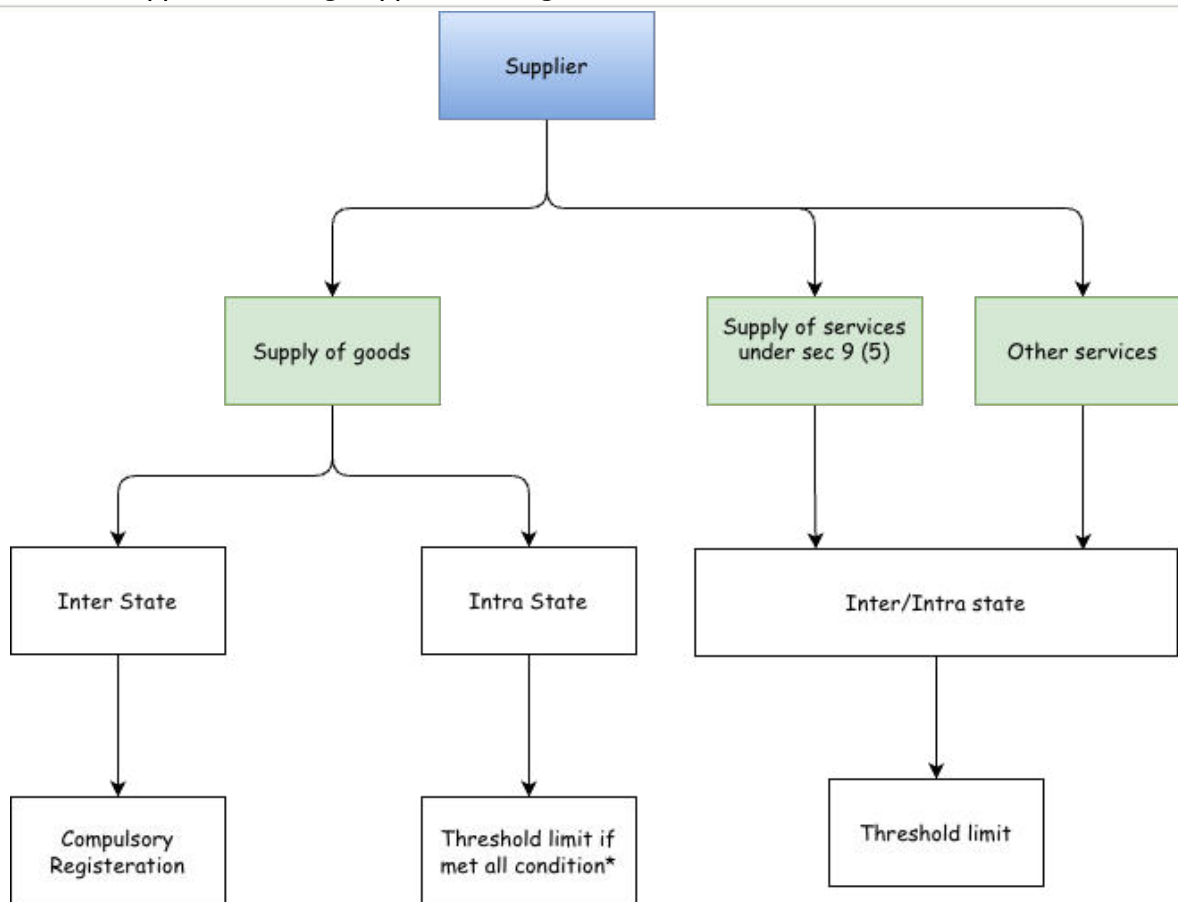 Supplier
Supply of goods
Supply of services
under sec 9 (5)
Other services
Inter State
Intra State
Inter/Intra state
Compulsory
Registeration
Threshold limit if
met all condition*
Threshold limit